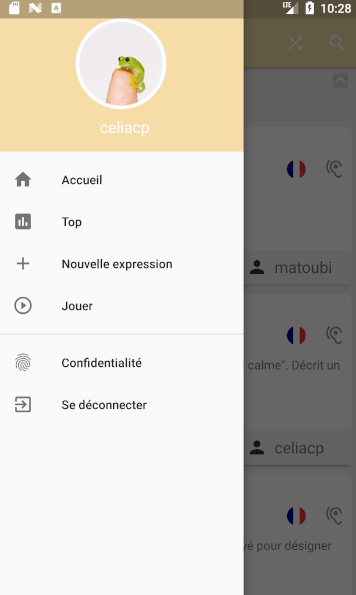 LTE 10:28
celiacp
Accueil
Top
Nouvelle expression
matoubi
Jouer
calme". Décrit un
Confidentialité
Se déconnecter
celiacp
pour désigner